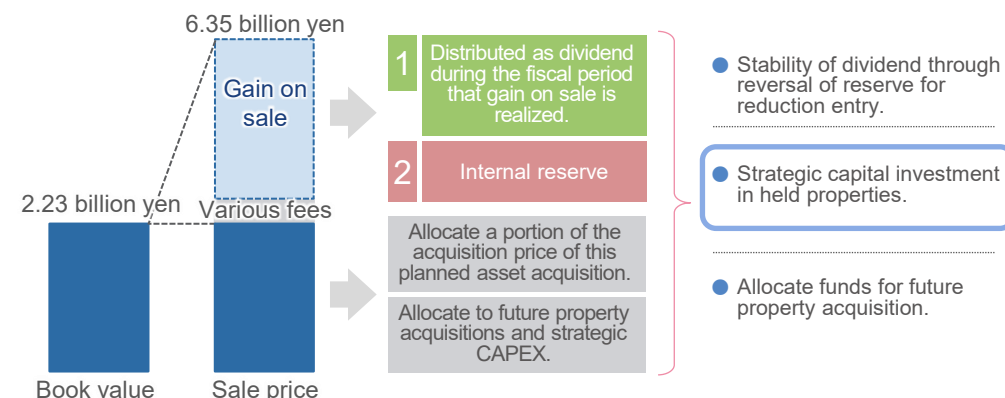 6.35 billion yen
Gain on
sale
2.23 billion yen
Various fees
Book value
Sale price
1
Distributed as dividend
during the fiscal period
that gain on sale is
realized.
2
Internal reserve
Allocate a portion of the
acquisition price of this
planned asset acquisition.
Allocate to future property
acquisitions and strategic
CAPEX.
Stability of dividend through
reversal of reserve for
reduction entry.
Strategic capital investment
in held properties.
Allocate funds for future
property acquisition.